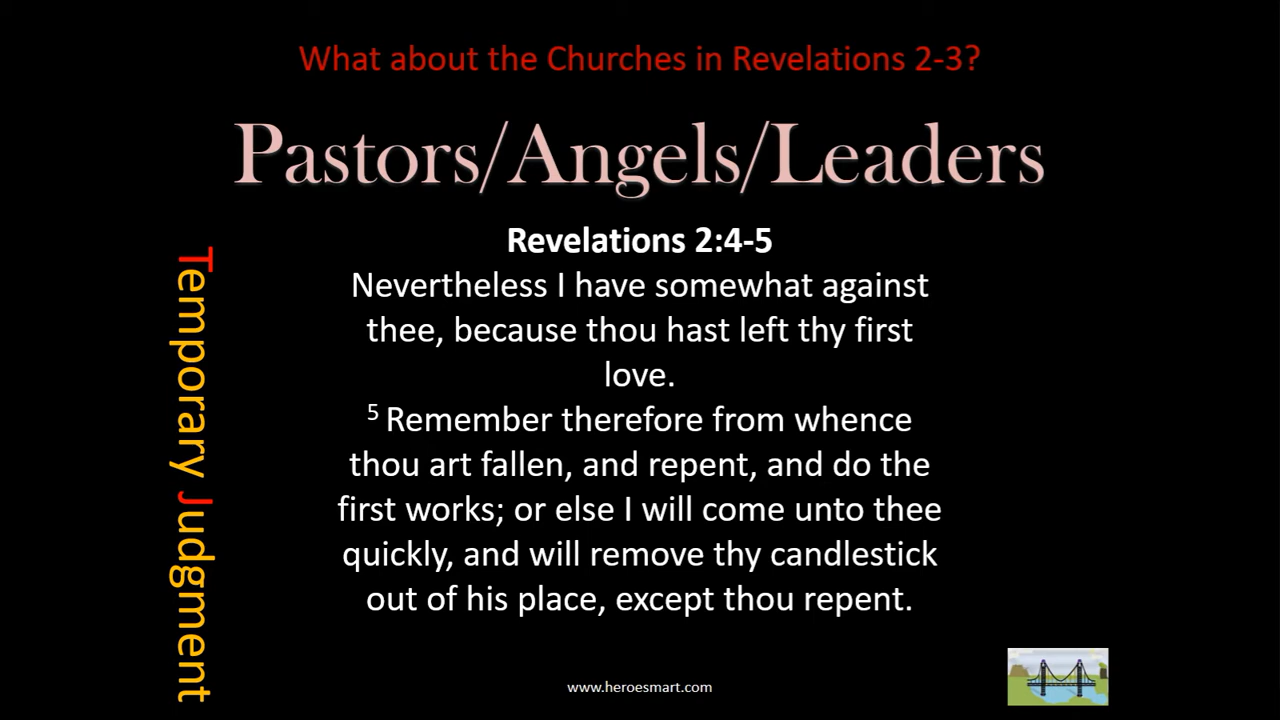 What about the Churches in Revelations 2-3?
Pastors/Angels/Leaders
Temporary Judgment
Revelations 2:4-5
Nevertheless I have somewhat against
thee, because thou hast left thy first
love.
5 Remember therefore from whence
thou art fallen, and repent, and do the
first works; or else I will come unto thee
quickly, and will remove thy candlestick
out of his place, except thou repent.
www.heroesmart.com